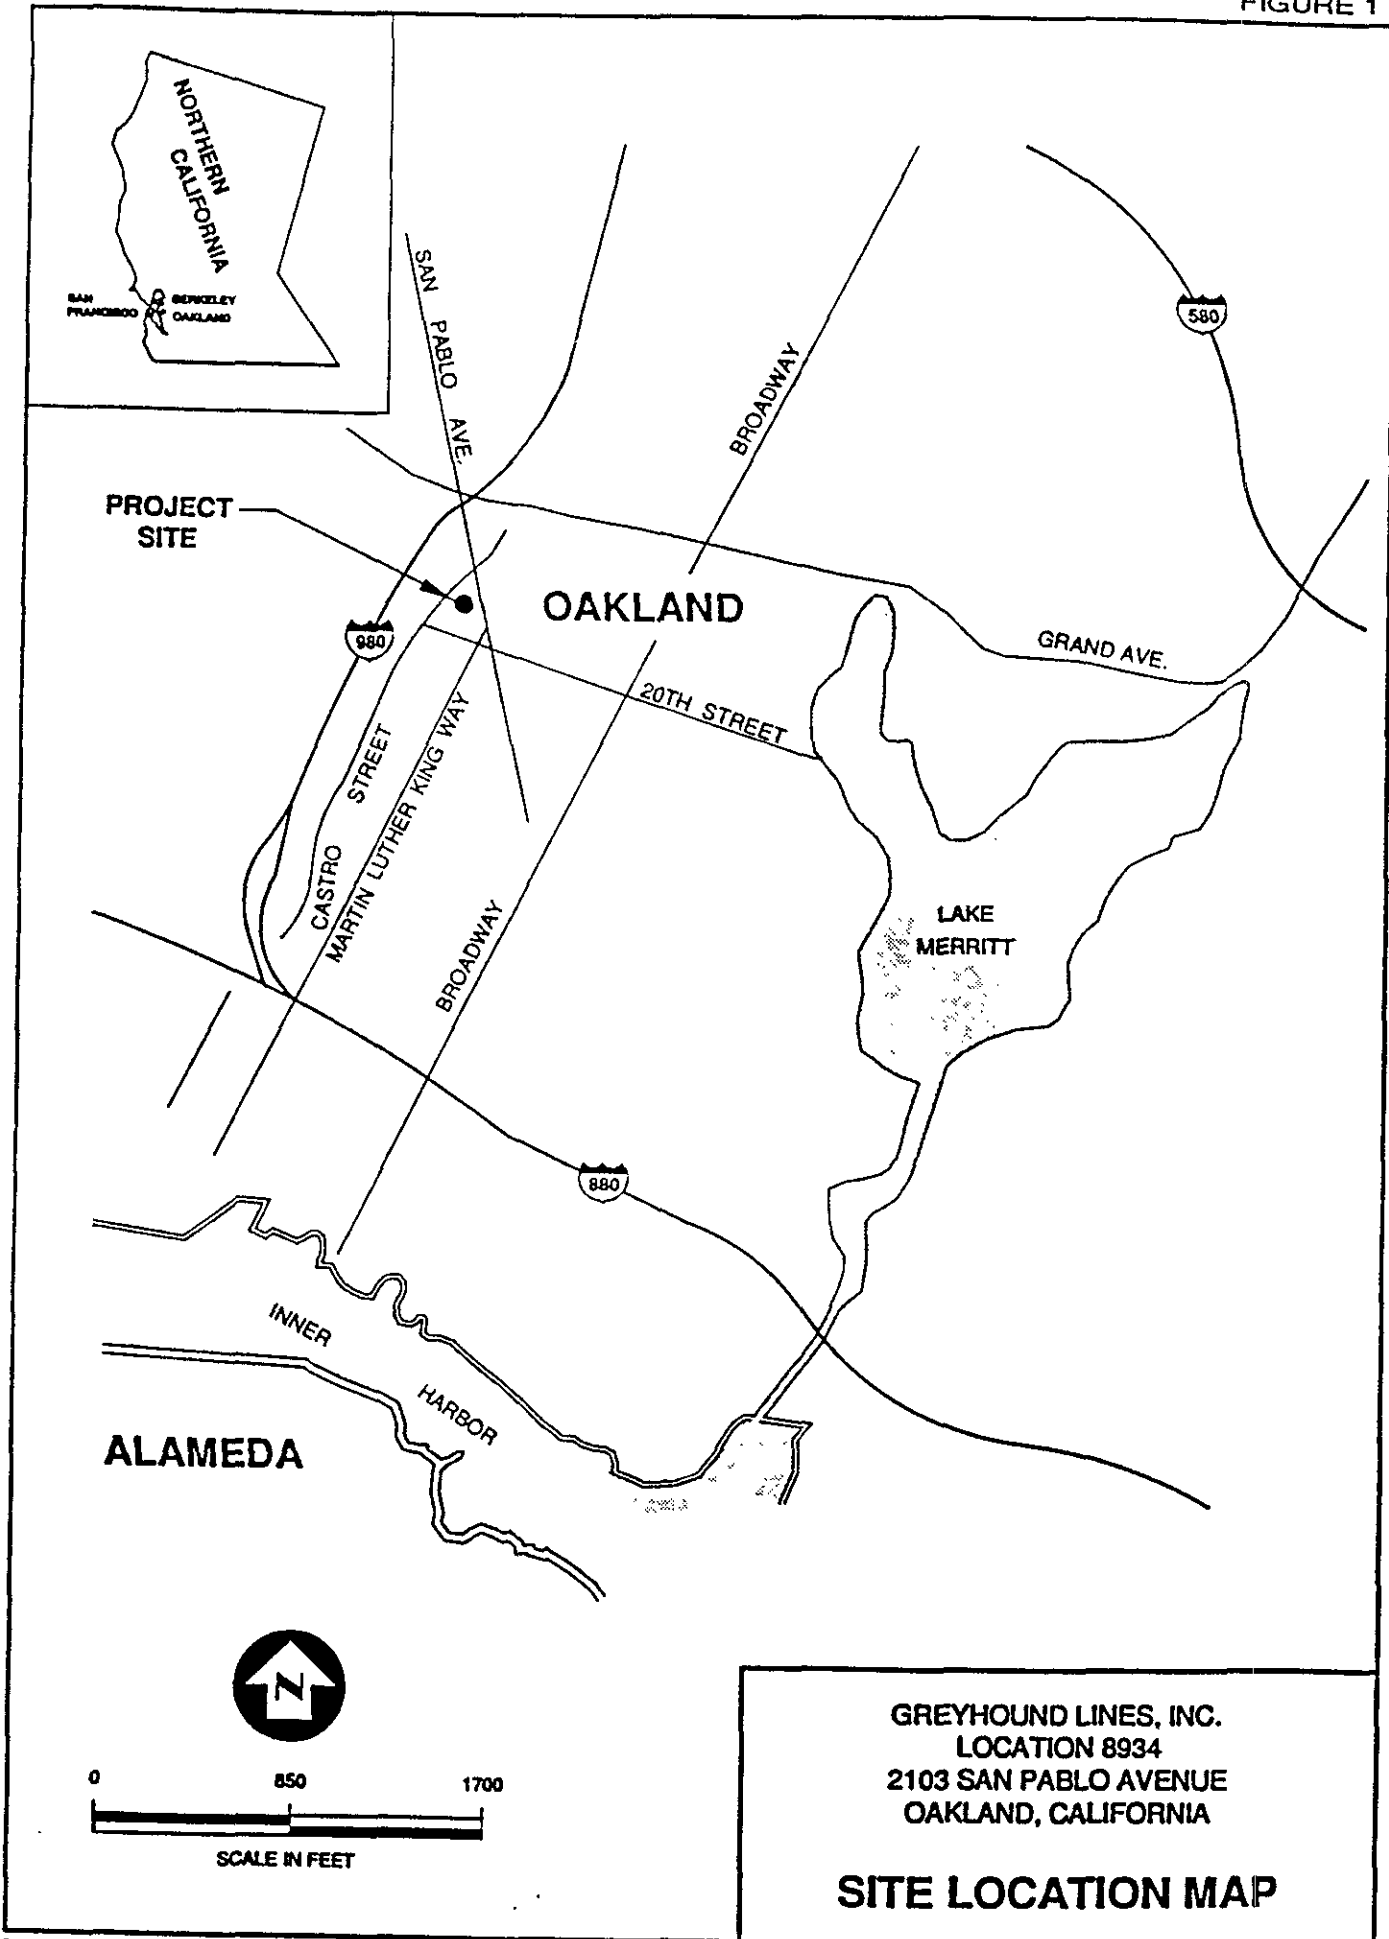 FIGURE 1
NORTHERN
CALIFORNIA
SAN
FRANCISCO
BERKELEY
OAKLAND
SAN PABLO AVE.
BROADWAY
580
PROJECT
SITE
OAKLAND
980
GRAND AVE.
20TH STREET
CASTRO STREET
MARTIN LUTHER KING WAY
BROADWAY
LAKE
MERRITT
880
INNER HARBOR
ALAMEDA
N
0 850 1700
SCALE IN FEET
GREYHOUND LINES, INC.
LOCATION 8934
2103 SAN PABLO AVENUE
OAKLAND, CALIFORNIA
SITE LOCATION MAP